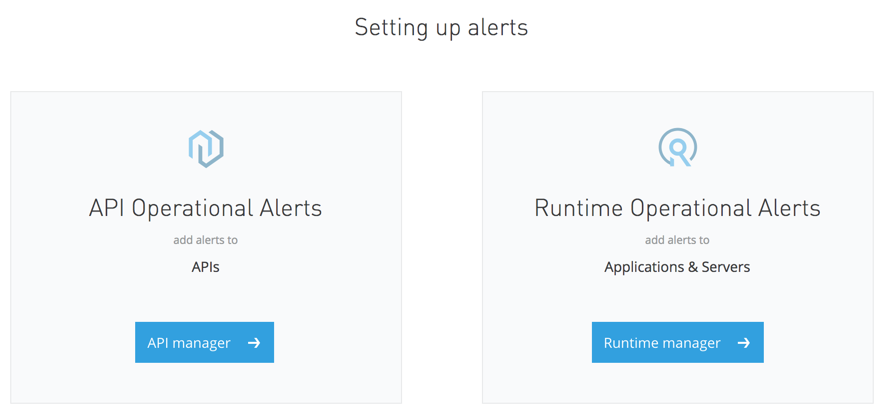 Setting up alerts
API Operational Alerts
add alerts to
APIs
API manager →
Runtime Operational Alerts
add alerts to
Applications & Servers
Runtime manager →